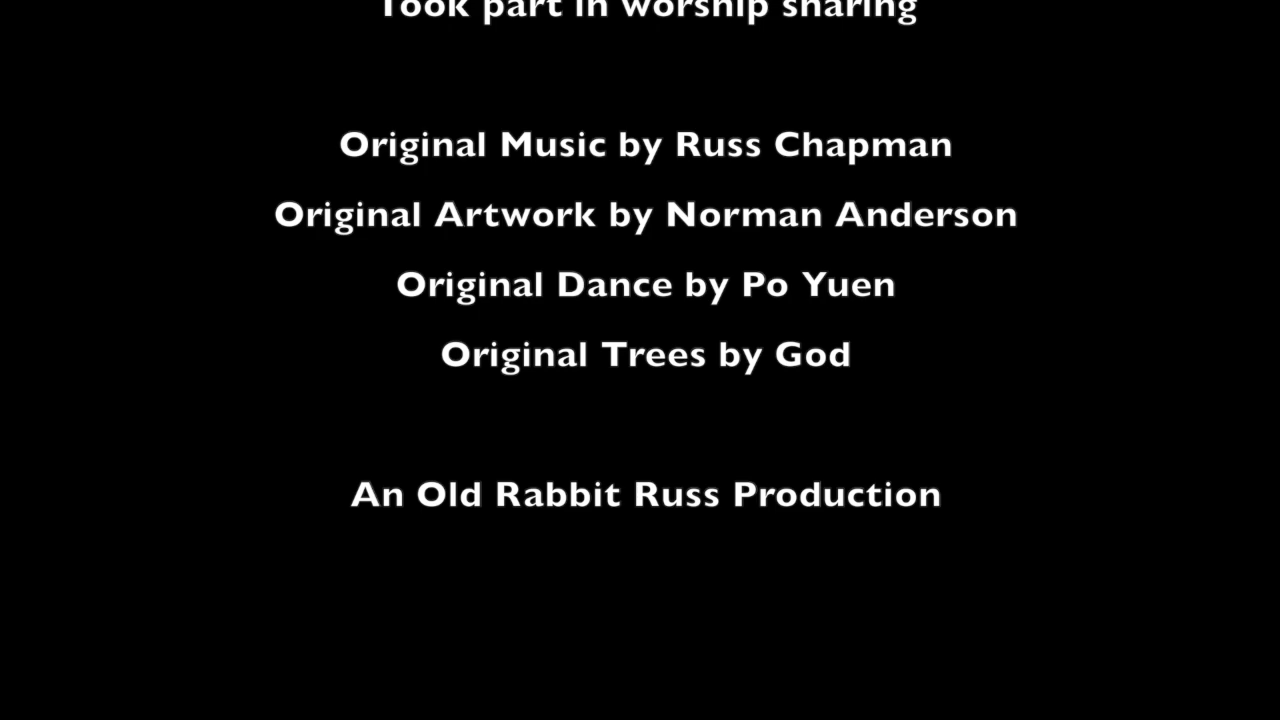 Took part in worship sharing
Original Music by Russ Chapman
Original Artwork by Norman Anderson
Original Dance by Po Yuen
Original Trees by God
An Old Rabbit Russ Production